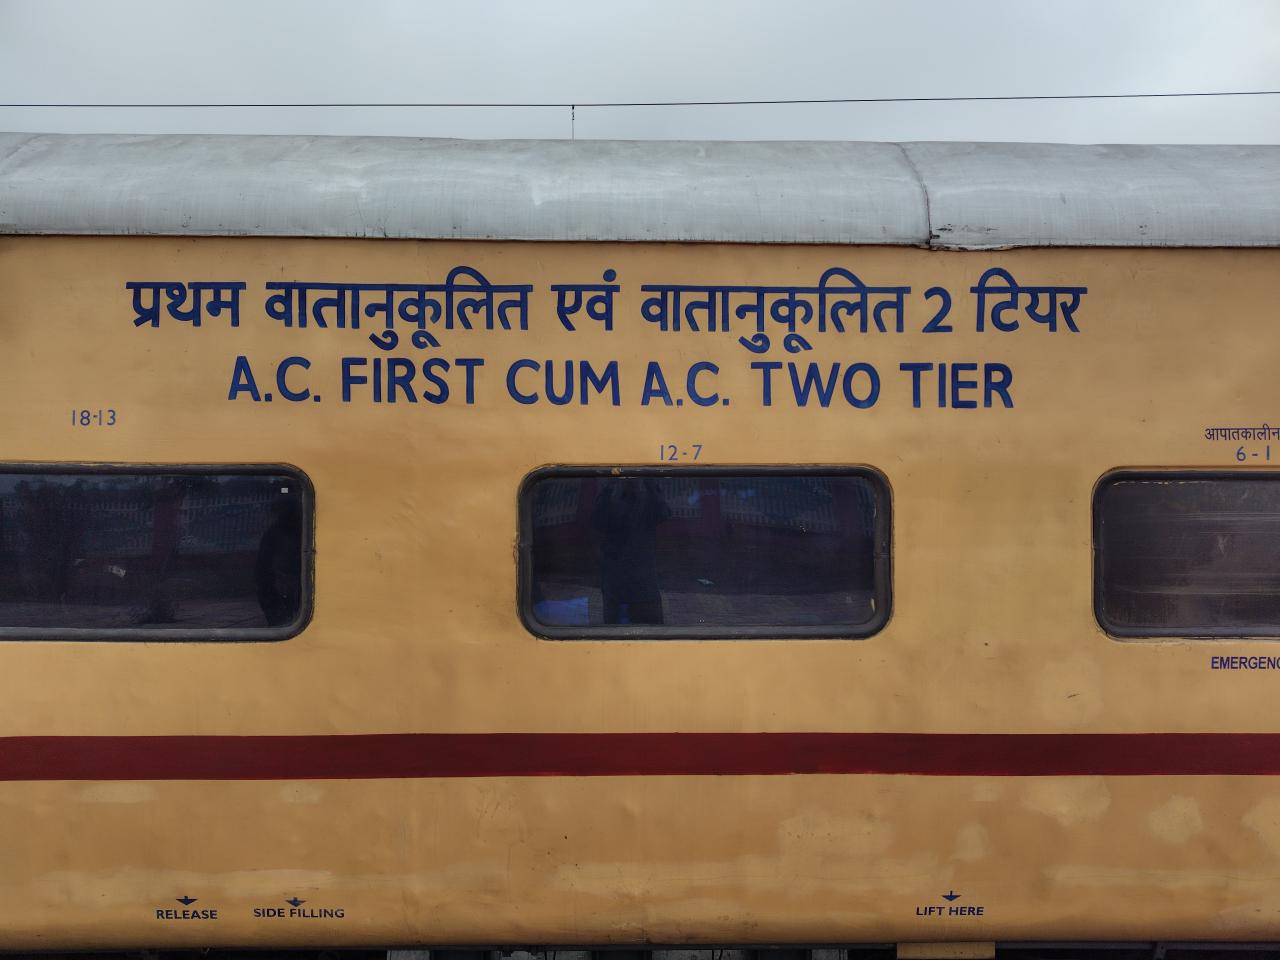 प्रथम वातानुकूलित एवं वातानुकूलित 2 टियर
A.C. FIRST CUM A.C. TWO TIER
18-13
12-7
आपातकालीन
6-1
RELEASE
SIDE FILLING
LIFT HERE